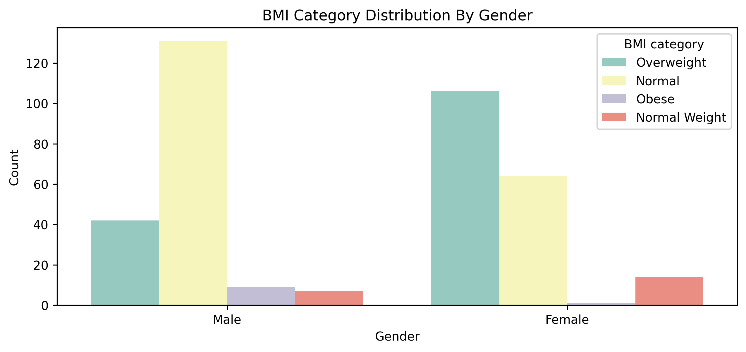 BMI Category Distribution By Gender
BMI category
Overweight
Normal
Obese
Normal Weight
Count
120
100
80
60
40
20
0
Male
Female
Gender